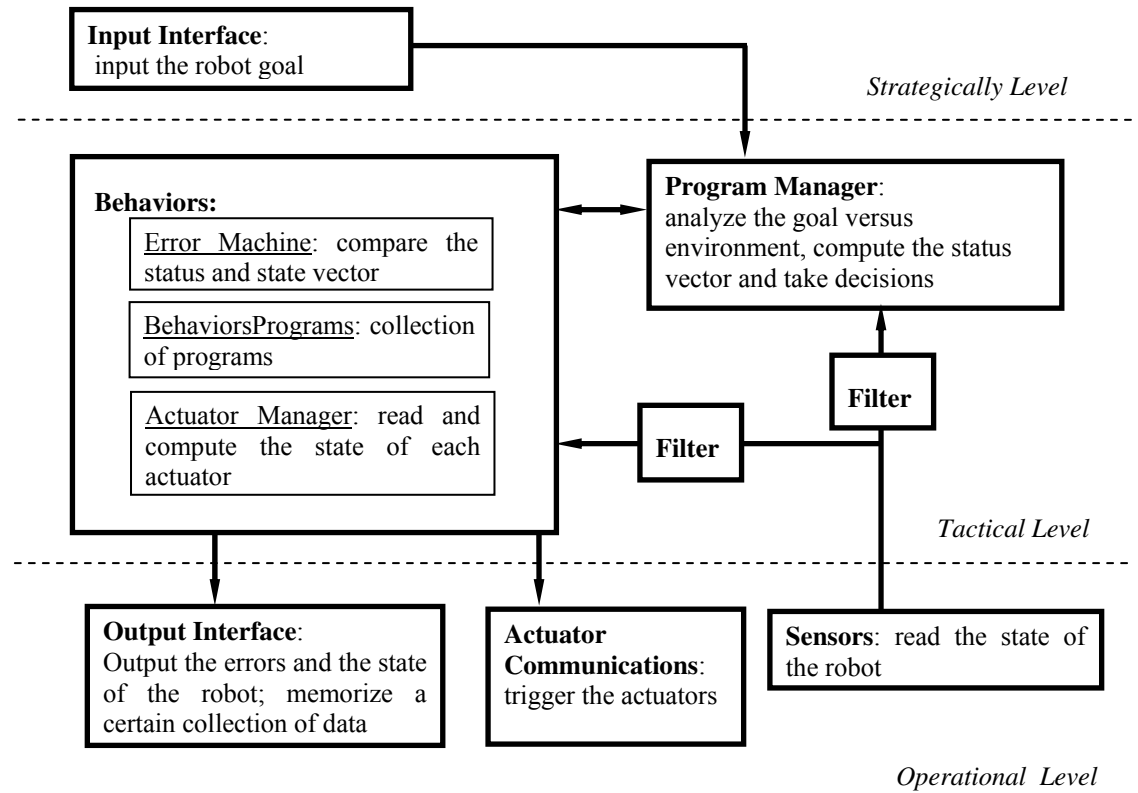 Input Interface:
input the robot goal
Strategically Level
Behaviors:
Error Machine: compare the
status and state vector
BehaviorsPrograms: collection
of programs
Actuator Manager: read and
compute the state of each
actuator
Program Manager:
analyze the goal versus
environment, compute the status
vector and take decisions
Filter
Filter
Tactical Level
Output Interface:
Output the errors and the state
of the robot; memorize a
certain collection of data
Actuator
Communications:
trigger the actuators
Sensors: read the state of
the robot
Operational Level